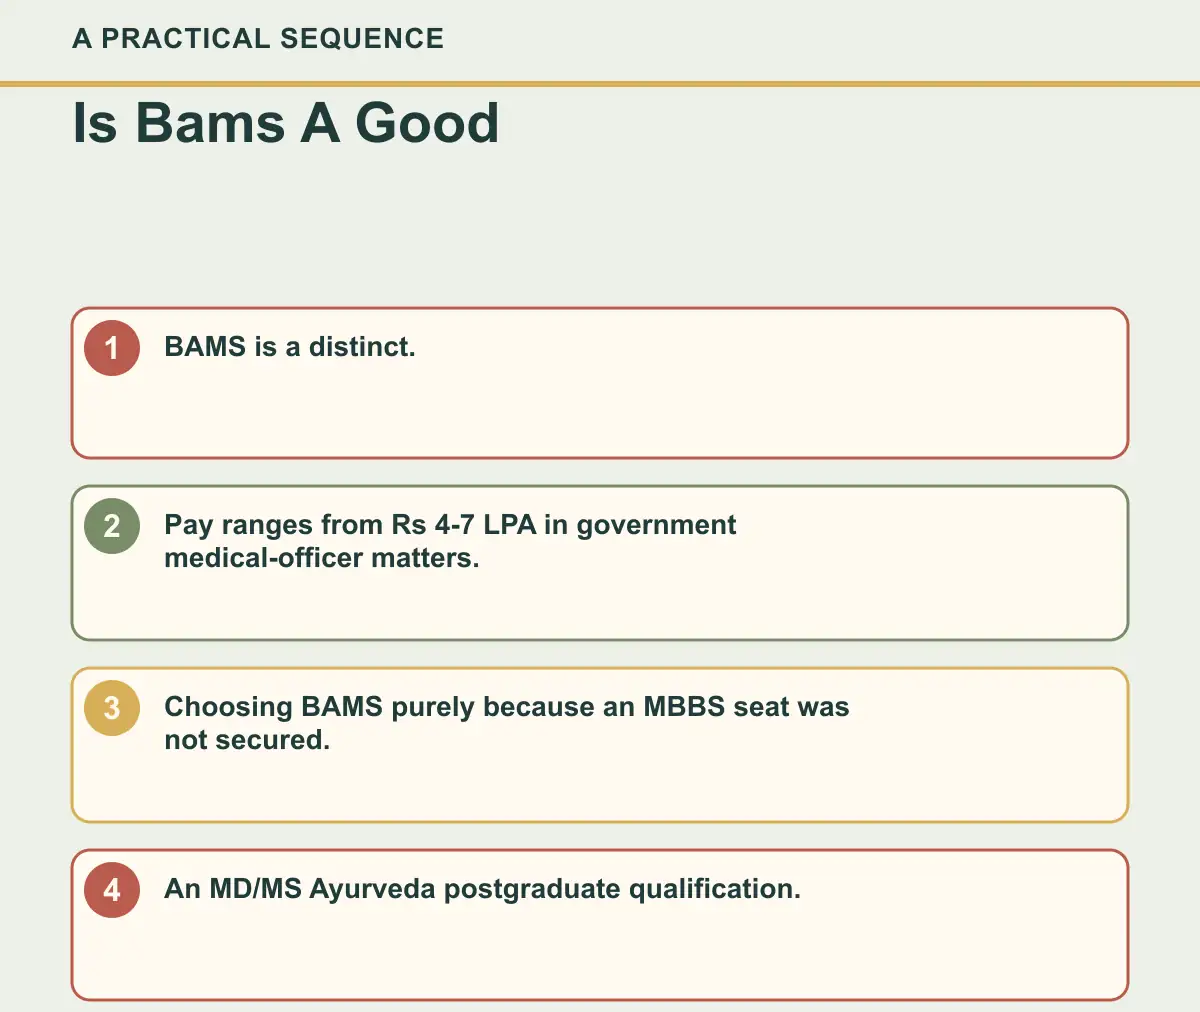 A PRACTICAL SEQUENCE
Is Bams A Good
1
BAMS is a distinct.
2
Pay ranges from Rs 4-7 LPA in government
medical-officer matters.
3
Choosing BAMS purely because an MBBS seat was
not secured.
4
An MD/MS Ayurveda postgraduate qualification.